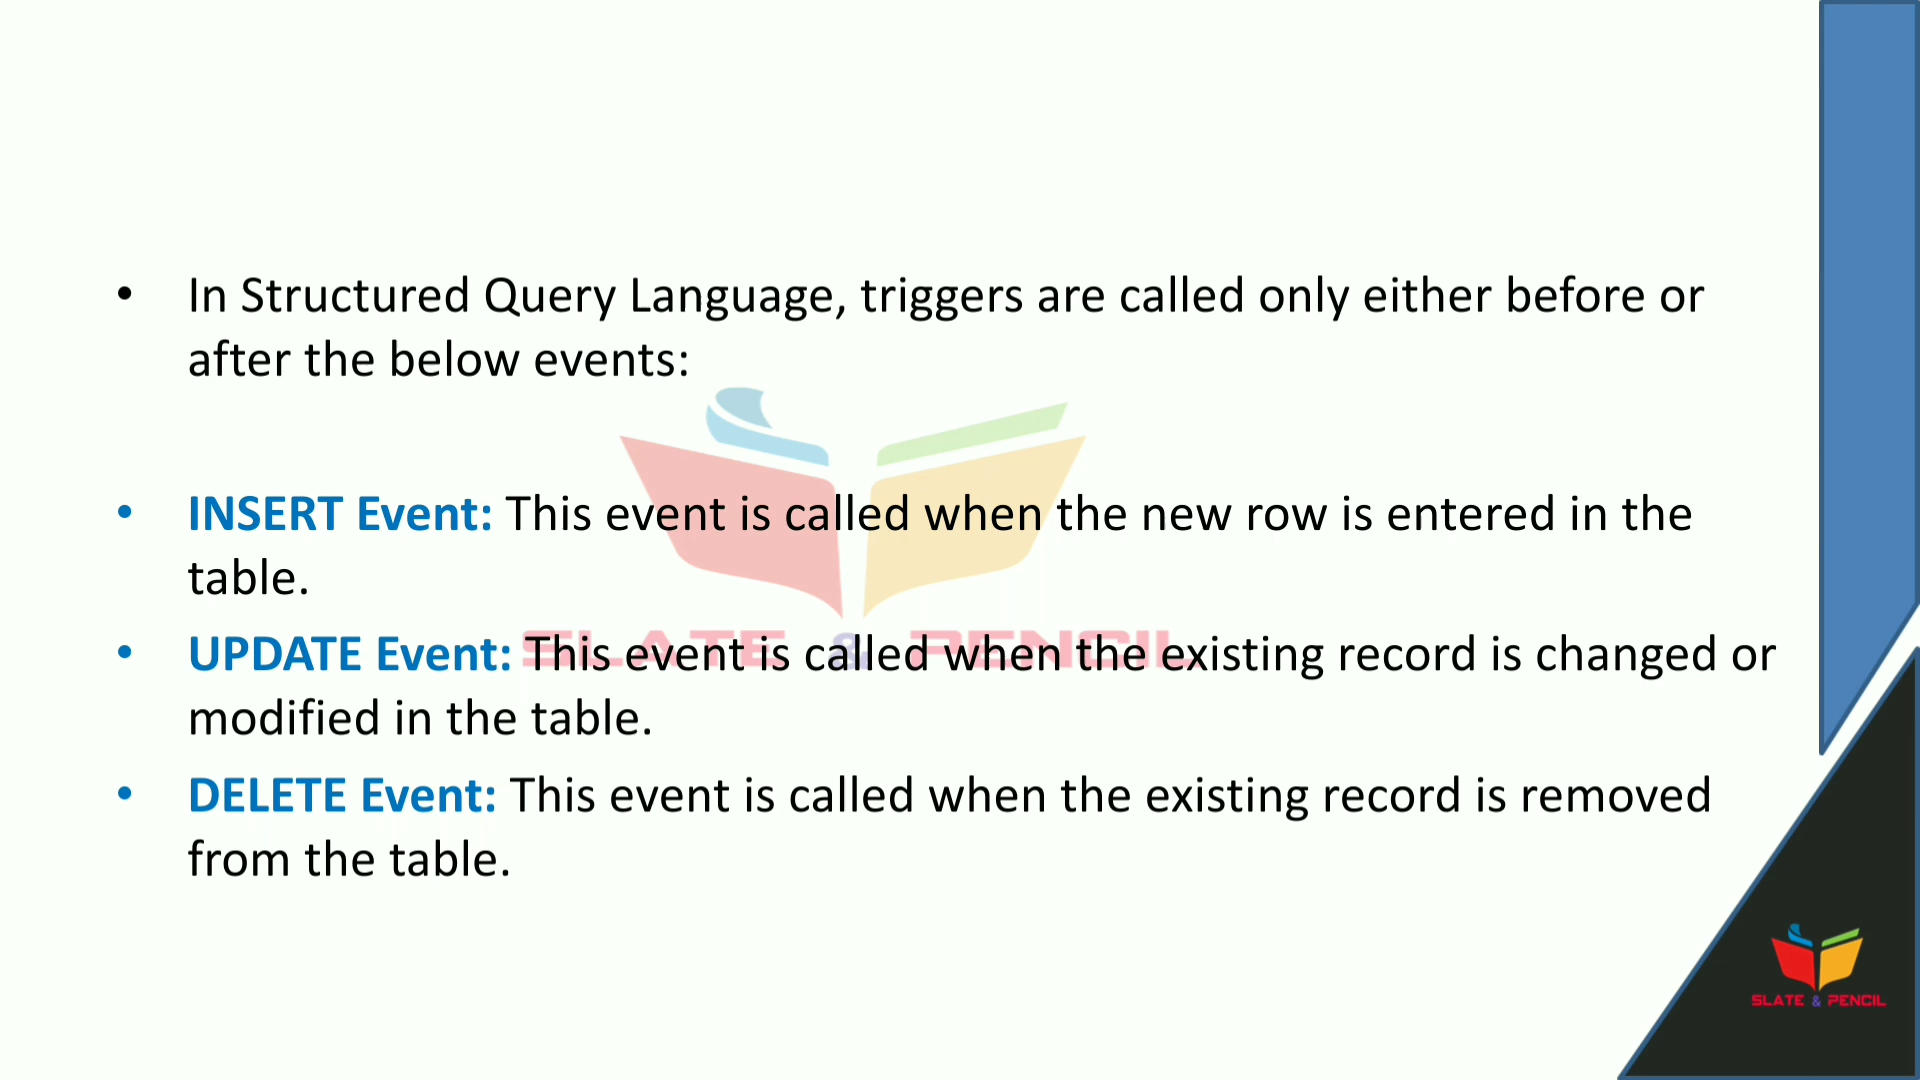 • In Structured Query Language, triggers are called only either before or
after the below events:
• INSERT Event: This event is called when the new row is entered in the
table.
• UPDATE Event: This event is called when the existing record is changed or
modified in the table.
• DELETE Event: This event is called when the existing record is removed
from the table.
SLATE & PENCIL
SLATE & PENCIL